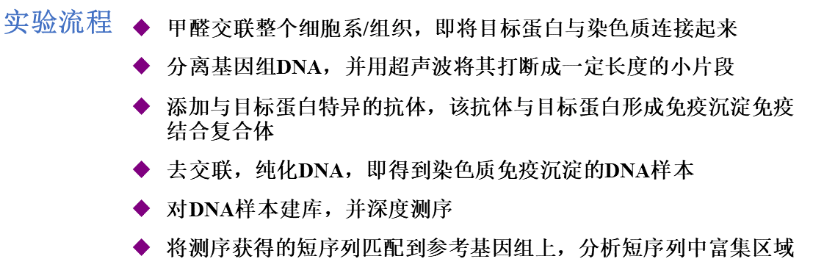 实验流程
◆ 甲醛交联整个细胞系/组织，即将目标蛋白与染色质连接起来
◆ 分离基因组DNA，并用超声波将其打断成一定长度的小片段
◆ 添加与目标蛋白特异的抗体，该抗体与目标蛋白形成免疫沉淀免疫
结合复合体
◆ 去交联，纯化DNA，即得到染色质免疫沉淀的DNA样本
◆ 对DNA样本建库，并深度测序
◆ 将测序获得的短序列匹配到参考基因组上，分析短序列中富集区域